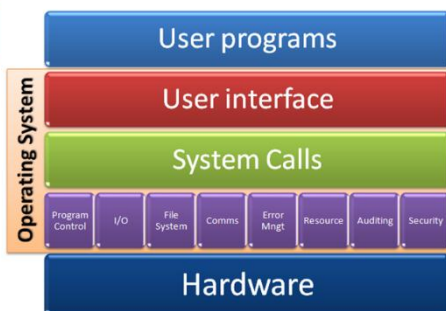 User programs
Operating System
User interface
System Calls
Program
Control
I/O
File
System
Comms
Error
Mngt
Resource
Auditing
Security
Hardware